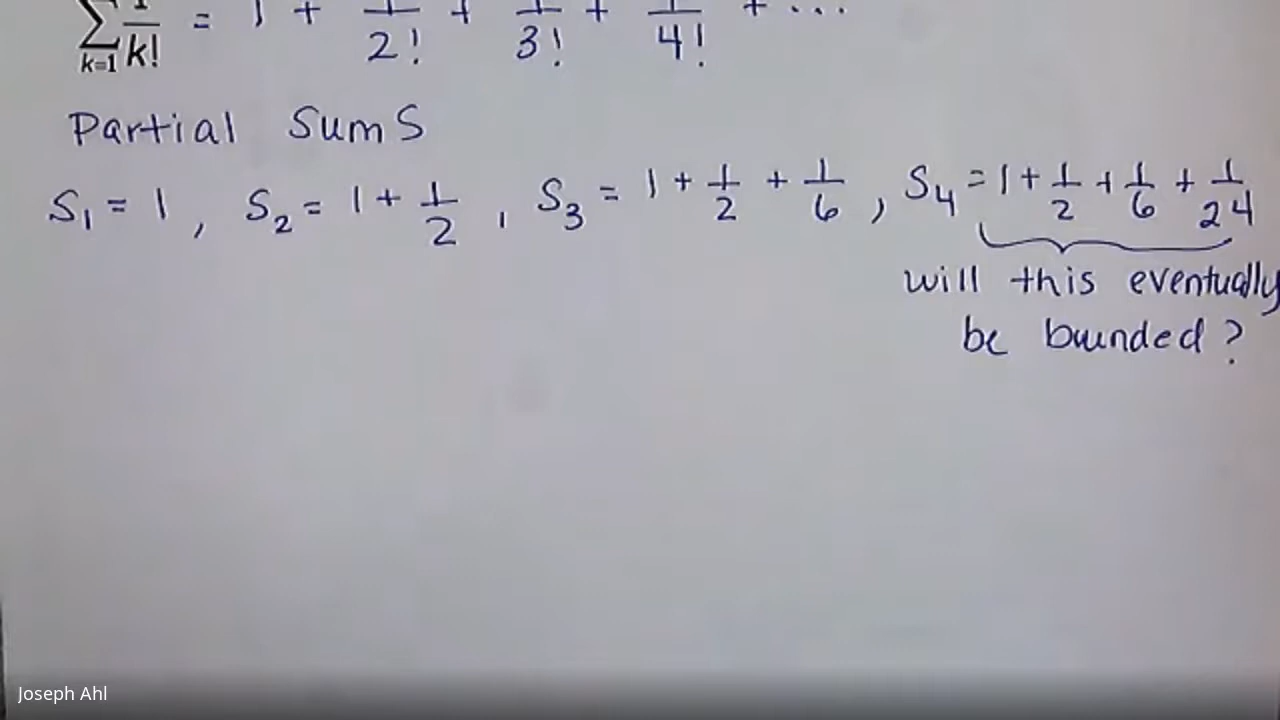 ∑ k=1 1/k! = 1 + 1/2! + 1/3! + 1/4! + ...
Partial Sums
S₁ = 1 , S₂ = 1 + 1/2 , S₃ = 1 + 1/2 + 1/6 , S₄ = 1 + 1/2 + 1/6 + 1/24
will this eventually
be bounded ?
Joseph Ahl